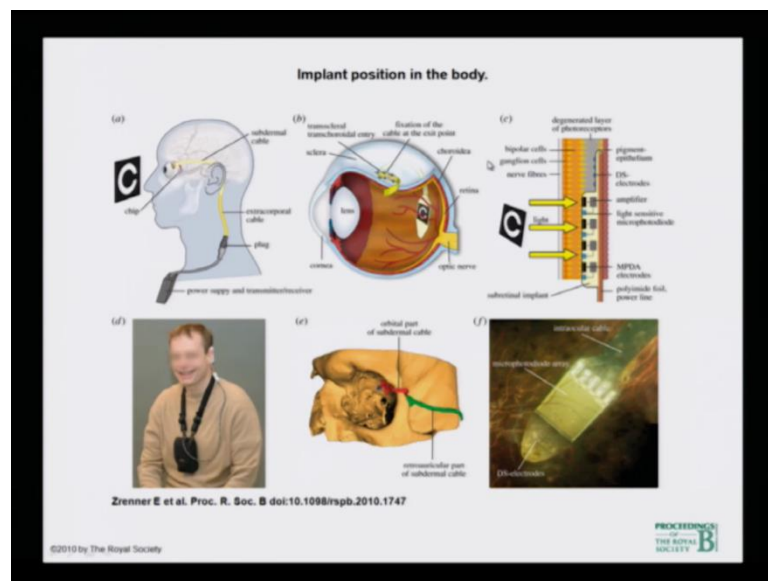 Implant position in the body.
(a)
subdermal
cable
chip
extracorporal
cable
plug
power suppy and transmitter/receiver
(b)
transscleral
transchoroidal entry
fixation of the
cable at the exit point
sclera
choroidea
retina
lens
cornea
optic nerve
(c)
degenerated layer
of photoreceptors
bipolar cells
ganglion cells
nerve fibres
pigment-
epithelium
DS-
electrodes
amplifier
light sensitive
microphotodiode
light
MPDA
electrodes
subretinal implant
polyimide foil,
power line
C
C
C
(d)
(e)
orbital part
of subdermal cable
retroauricular part
of subdermal cable
(f)
intraocular cable
microphotodiode array
DS-electrodes
Zrenner E et al. Proc. R. Soc. B doi:10.1098/rspb.2010.1747
©2010 by The Royal Society
PROCEEDINGS
OF
THE ROYAL
SOCIETY
B